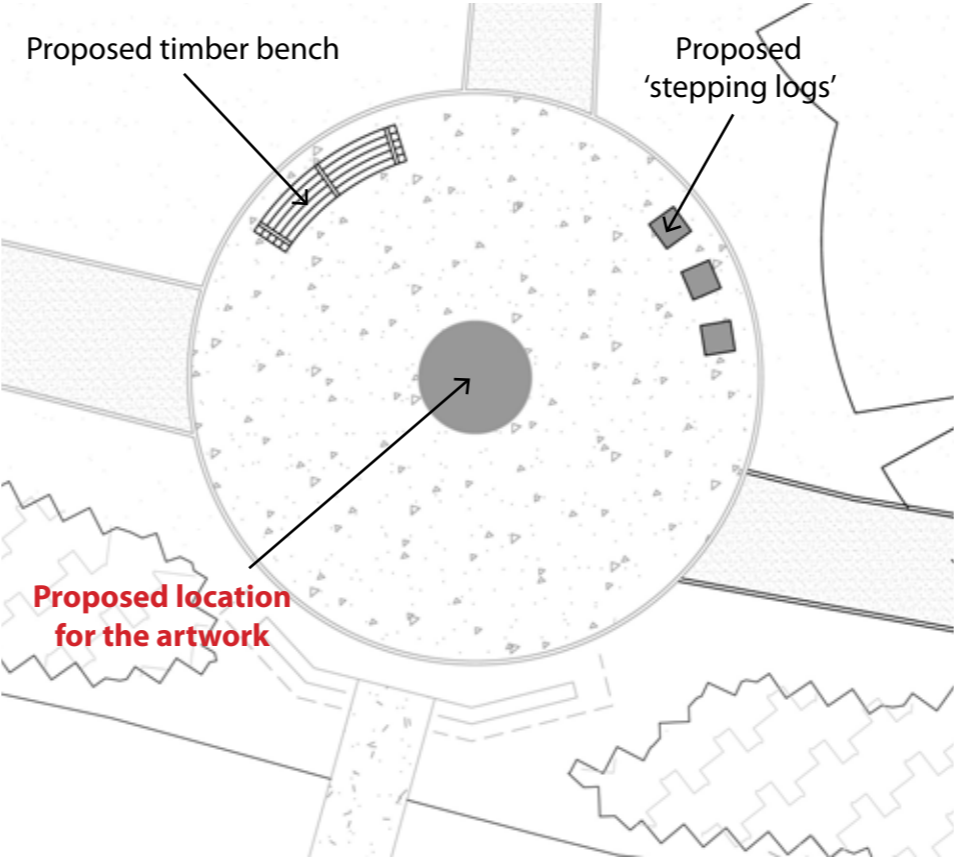 Proposed timber bench
Proposed
‘stepping logs’
Proposed location
for the artwork